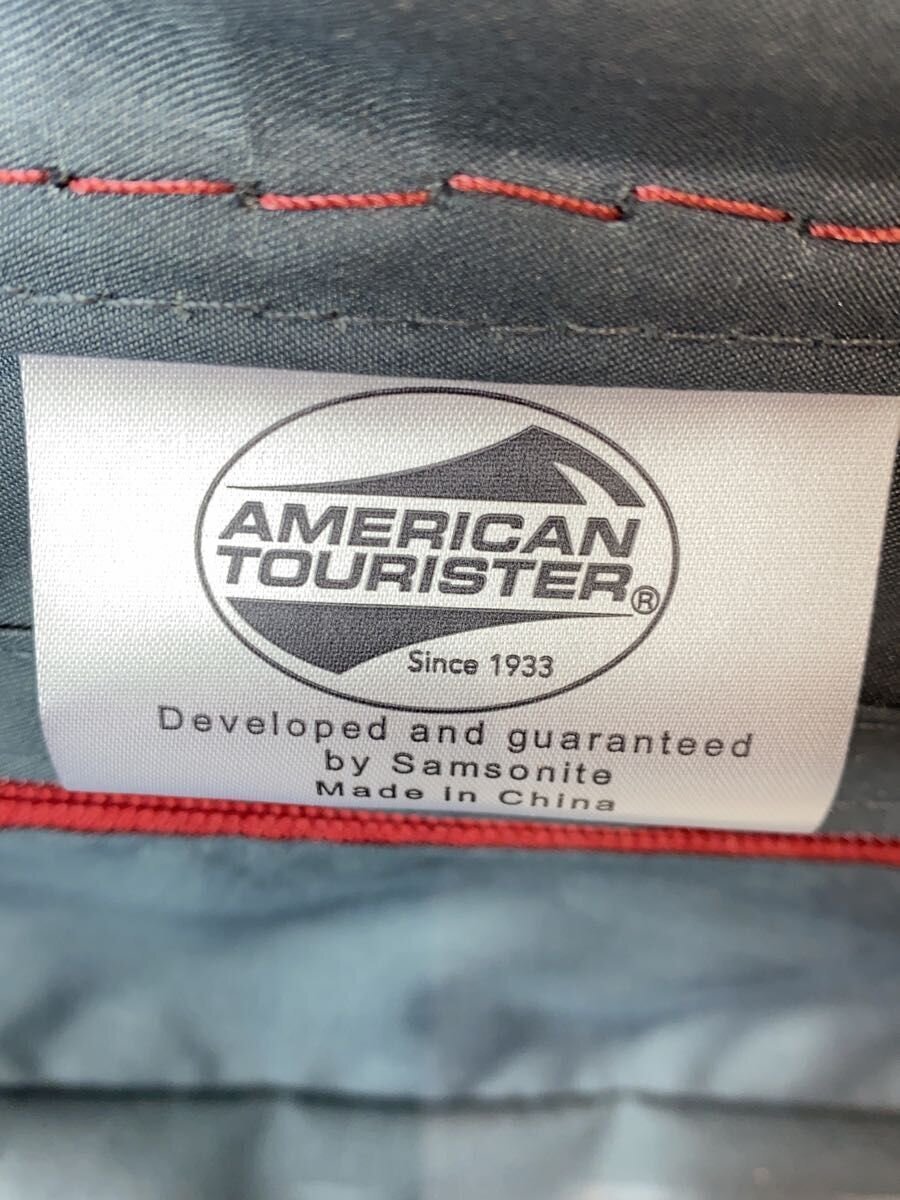 AMERICAN
TOURISTER®
Since 1933
Developed and guaranteed
by Samsonite
Made in China